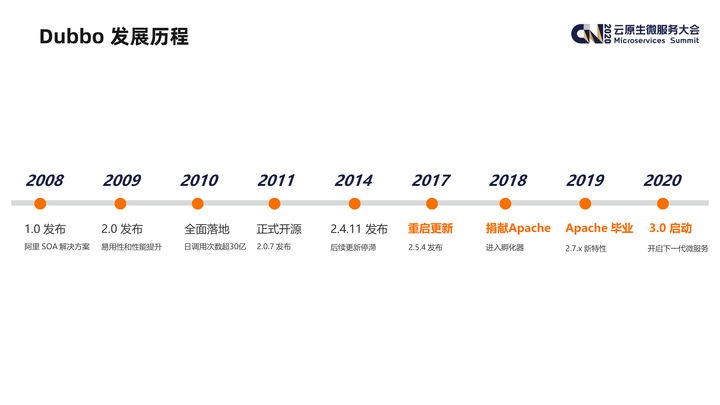 Dubbo 发展历程
CNM 2020 云原生微服务大会
Microservices Summit
2008 2009 2010 2011 2014 2017 2018 2019 2020
1.0 发布 2.0 发布 全面落地 正式开源 2.4.11 发布 重启更新 捐献Apache Apache 毕业 3.0 启动
阿里 SOA 解决方案 易用性和性能提升 日调用次数超30亿 2.0.7 发布 后续更新停滞 2.5.4 发布 进入孵化器 2.7.x 新特性 开启下一代微服务